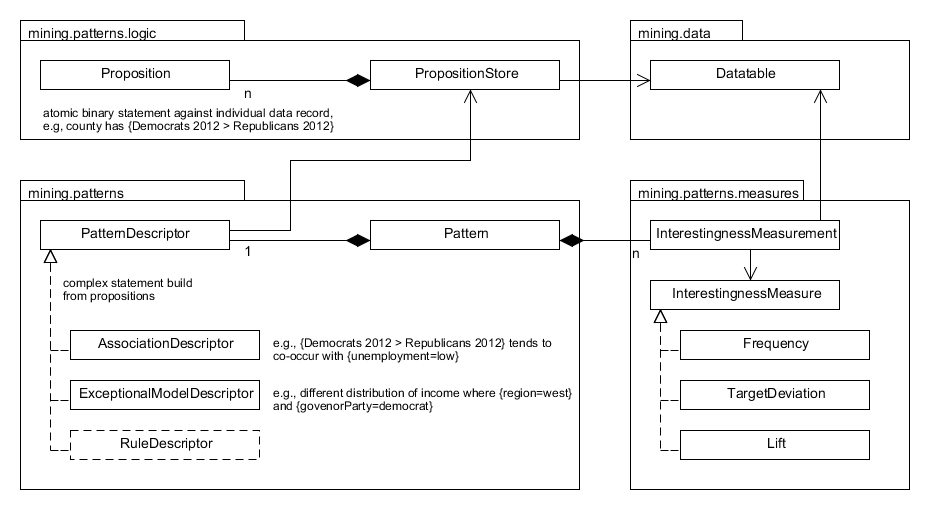 mining.patterns.logic
Proposition
n
PropositionStore
atomic binary statement against individual data record,
e.g, county has {Democrats 2012 > Republicans 2012}
mining.data
Datatable
mining.patterns
PatternDescriptor
1
Pattern
complex statement build
from propositions
AssociationDescriptor
e.g., {Democrats 2012 > Republicans 2012} tends to
co-occur with {unemployment=low}
ExceptionalModelDescriptor
e.g., different distribution of income where {region=west}
and {govenorParty=democrat}
RuleDescriptor
mining.patterns.measures
InterestingnessMeasurement
n
InterestingnessMeasure
Frequency
TargetDeviation
Lift